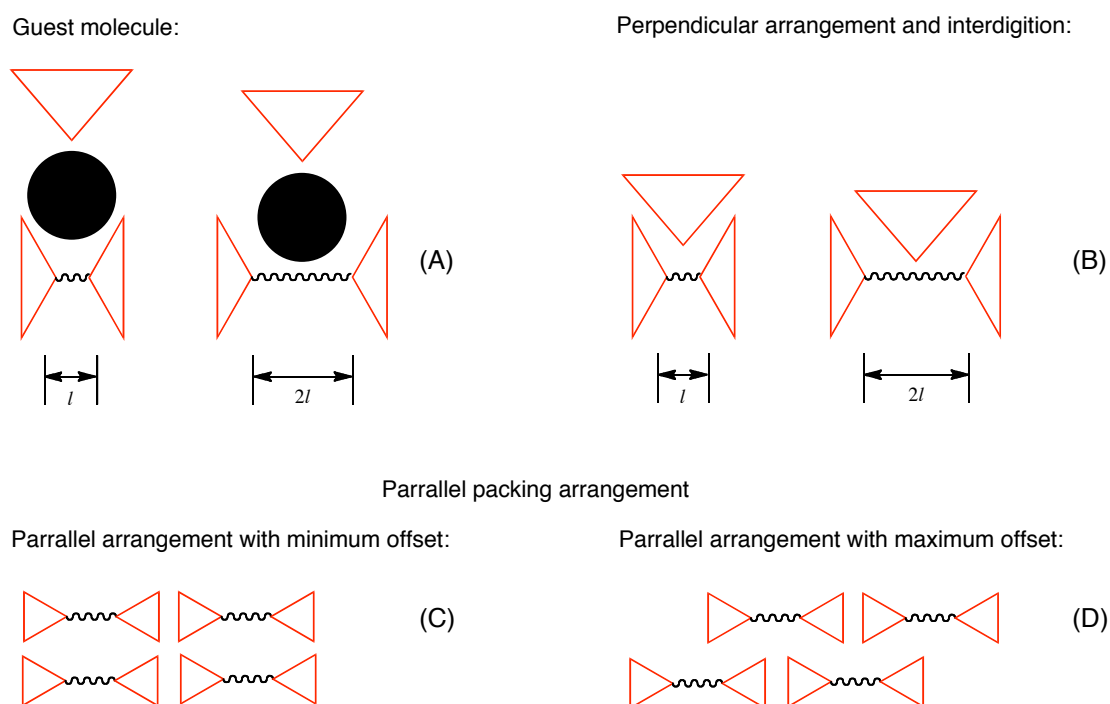 Guest molecule:
Perpendicular arrangement and interdigition:
(A)
(B)
l
2l
l
2l
Parrallel packing arrangement
Parrallel arrangement with minimum offset:
Parrallel arrangement with maximum offset:
(C)
(D)